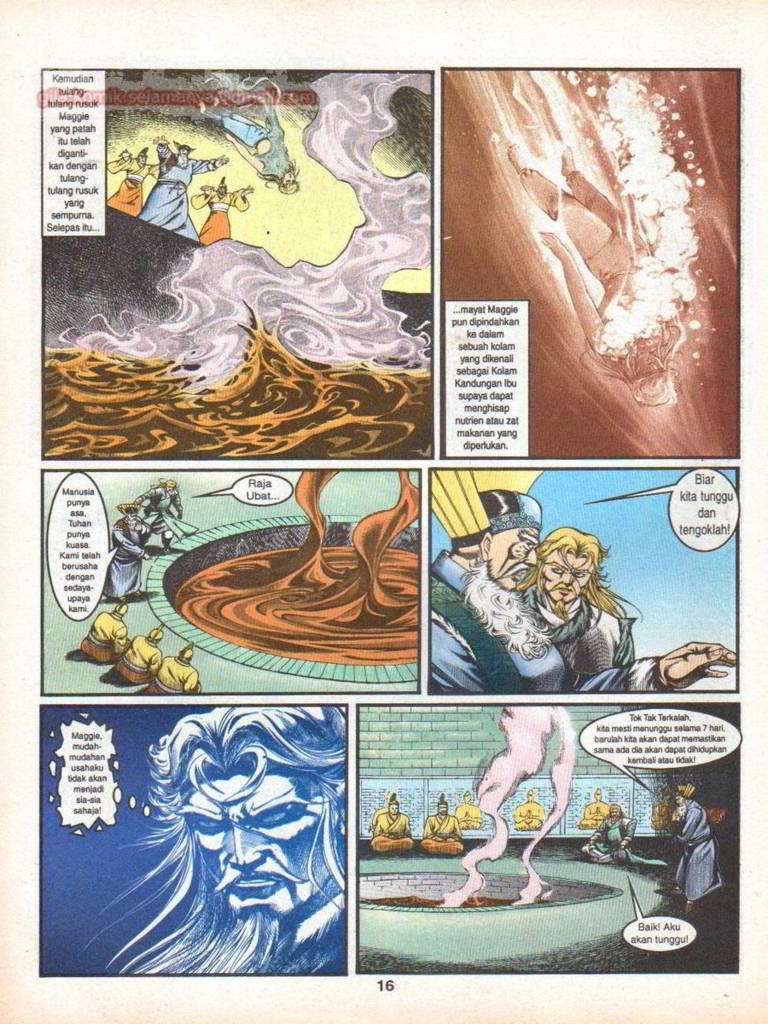 Kemudian
tulang-
tulang rusuk
Maggie
yang patah
itu telah
diganti-
kan dengan
tulang-
tulang rusuk
yang
sempurna.
Selepas itu...
...mayat Maggie
pun dipindahkan
ke dalam
sebuah kolam
yang dikenali
sebagai Kolam
Kandungan Ibu
supaya dapat
menghisap
nutrien atau zat
makanan yang
diperlukan.
Raja
Ubat...
Manusia
punya
asa,
Tuhan
punya
kuasa.
Kami telah
berusaha
dengan
sedaya-
upaya
kami.
Biar
kita tunggu
dan
tengoklah!
Maggie,
mudah-
mudahan
usahaku
tidak akan
menjadi
sia-sia
sahaja!
Tok Tak Terkalah,
kita mesti menunggu selama 7 hari,
barulah kita akan dapat memastikan
sama ada dia akan dapat dihidupkan
kembali atau tidak!
Baik! Aku
akan tunggu!
16